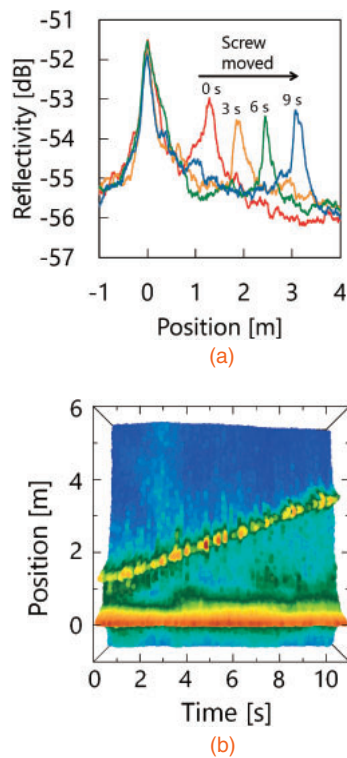 -51
-52
-53
-54
-55
-56
-57
Reflectivity [dB]
Screw
moved
0 s
3 s
6 s
9 s
-1 0 1 2 3 4
Position [m]
(a)
6
4
2
0
Position [m]
0 2 4 6 8 10
Time [s]
(b)